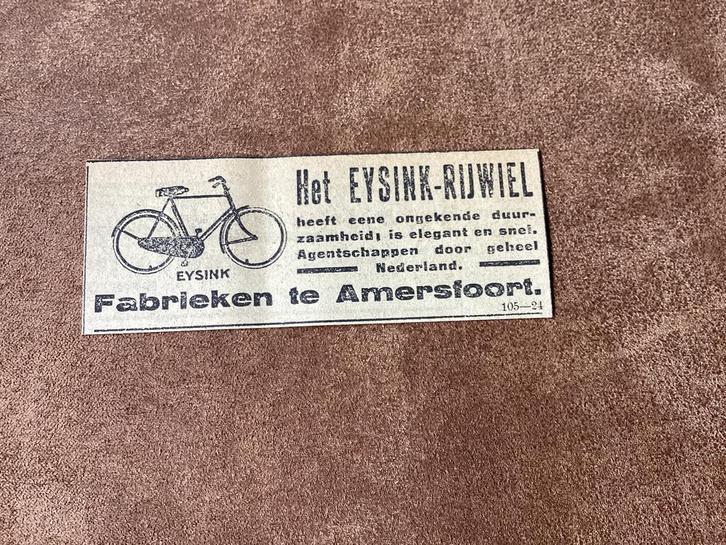 Het EYSINK-RIJWIEL
heeft eene ongekende duur-
zaamheid; is elegant en snel.
Agentschappen door geheel
Nederland.
EYSINK
Fabrieken te Amersfoort.
105—24